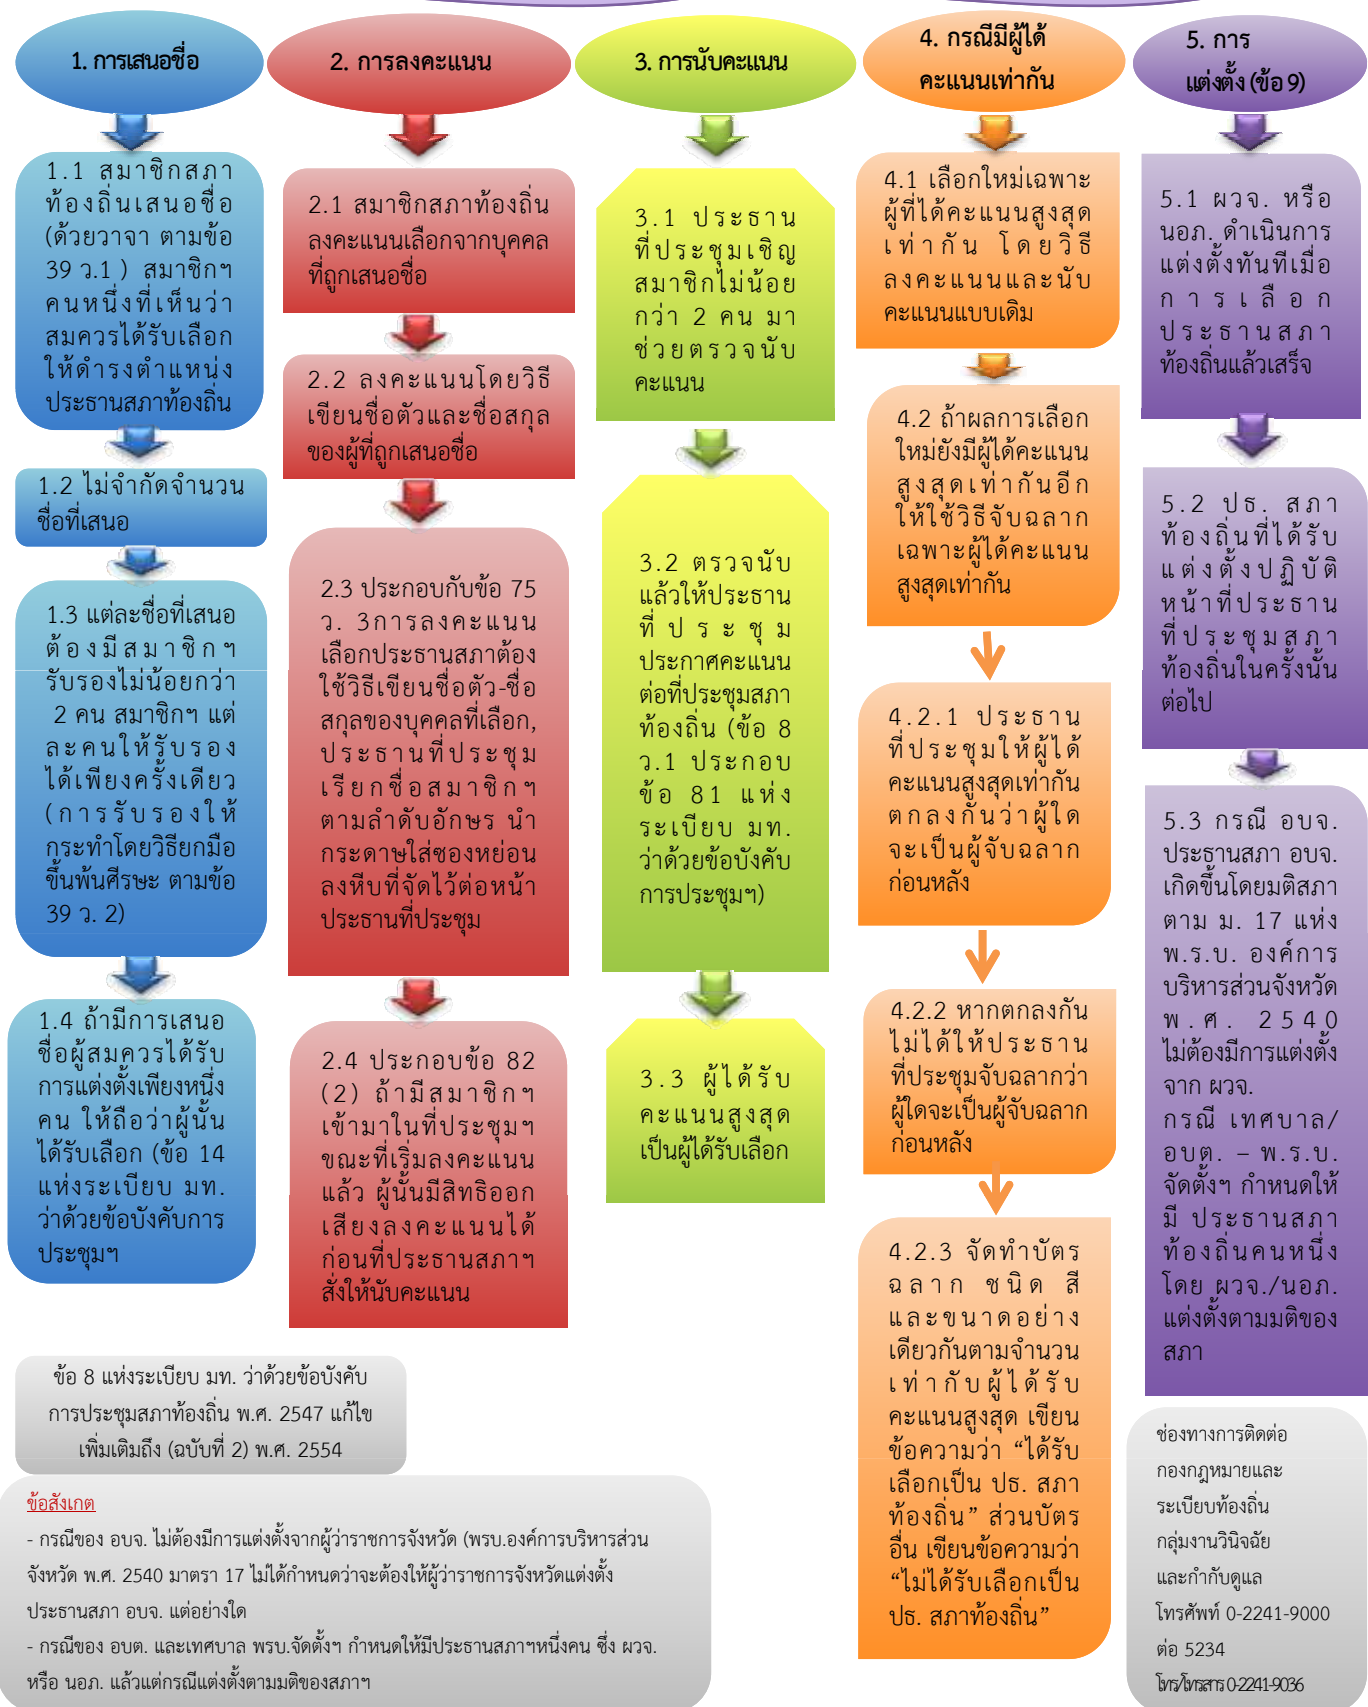 1. การเสนอชื่อ
1.1 สมาชิกสภา
ท้องถิ่นเสนอชื่อ
(ด้วยวาจา ตามข้อ
39 ว.1 ) สมาชิกฯ
คนหนึ่งที่เห็นว่า
สมควรได้รับเลือก
ให้ดำรงตำแหน่ง
ประธานสภาท้องถิ่น
1.2 ไม่จำกัดจำนวน
ชื่อที่เสนอ
1.3 แต่ละชื่อที่เสนอ
ต้องมีสมาชิกฯ
รับรองไม่น้อยกว่า
2 คน สมาชิกฯ แต่
ละคนให้รับรอง
ได้เพียงครั้งเดียว
(การรับรองให้
กระทำโดยวิธียกมือ
ขึ้นพ้นศีรษะ ตามข้อ
39 ว. 2)
1.4 ถ้ามีการเสนอ
ชื่อผู้สมควรได้รับ
การแต่งตั้งเพียงหนึ่ง
คน ให้ถือว่าผู้นั้น
ได้รับเลือก (ข้อ 14
แห่งระเบียบ มท.
ว่าด้วยข้อบังคับการ
ประชุมฯ
2. การลงคะแนน
2.1 สมาชิกสภาท้องถิ่น
ลงคะแนนเลือกจากบุคคล
ที่ถูกเสนอชื่อ
2.2 ลงคะแนนโดยวิธี
เขียนชื่อตัวและชื่อสกุล
ของผู้ที่ถูกเสนอชื่อ
2.3 ประกอบกับข้อ 75
ว. 3การลงคะแนน
เลือกประธานสภาต้อง
ใช้วิธีเขียนชื่อตัว-ชื่อ
สกุลของบุคคลที่เลือก,
ประธานที่ประชุม
เรียกชื่อสมาชิกฯ
ตามลำดับอักษร นำ
กระดาษใส่ซองหย่อน
ลงหีบที่จัดไว้ต่อหน้า
ประธานที่ประชุม
2.4 ประกอบข้อ 82
(2) ถ้ามีสมาชิกฯ
เข้ามาในที่ประชุมฯ
ขณะที่เริ่มลงคะแนน
แล้ว ผู้นั้นมีสิทธิออก
เสียงลงคะแนนได้
ก่อนที่ประธานสภาฯ
สั่งให้นับคะแนน
3. การนับคะแนน
3.1 ประธาน
ที่ประชุมเชิญ
สมาชิกไม่น้อย
กว่า 2 คน มา
ช่วยตรวจนับ
คะแนน
3.2 ตรวจนับ
แล้วให้ประธาน
ที่ประชุม
ประกาศคะแนน
ต่อที่ประชุมสภา
ท้องถิ่น (ข้อ 8
ว.1 ประกอบ
ข้อ 81 แห่ง
ระเบียบ มท.
ว่าด้วยข้อบังคับ
การประชุมฯ)
3.3 ผู้ได้รับ
คะแนนสูงสุด
เป็นผู้ได้รับเลือก
4. กรณีมีผู้ได้
คะแนนเท่ากัน
4.1 เลือกใหม่เฉพาะ
ผู้ที่ได้คะแนนสูงสุด
เท่ากัน โดยวิธี
ลงคะแนนและนับ
คะแนนแบบเดิม
4.2 ถ้าผลการเลือก
ใหม่ยังมีผู้ได้คะแนน
สูงสุดเท่ากันอีก
ให้ใช้วิธีจับฉลาก
เฉพาะผู้ได้คะแนน
สูงสุดเท่ากัน
4.2.1 ประธาน
ที่ประชุมให้ผู้ได้
คะแนนสูงสุดเท่ากัน
ตกลงกันว่าผู้ใด
จะเป็นผู้จับฉลาก
ก่อนหลัง
4.2.2 หากตกลงกัน
ไม่ได้ให้ประธาน
ที่ประชุมจับฉลากว่า
ผู้ใดจะเป็นผู้จับฉลาก
ก่อนหลัง
4.2.3 จัดทำบัตร
ฉลาก ชนิด สี
และขนาดอย่าง
เดียวกันตามจำนวน
เท่ากับผู้ได้รับ
คะแนนสูงสุด เขียน
ข้อความว่า “ได้รับ
เลือกเป็น ปธ. สภา
ท้องถิ่น” ส่วนบัตร
อื่น เขียนข้อความว่า
“ไม่ได้รับเลือกเป็น
ปธ. สภาท้องถิ่น”
5. การ
แต่งตั้ง (ข้อ 9)
5.1 ผวจ. หรือ
นอภ. ดำเนินการ
แต่งตั้งทันทีเมื่อ
การเลือก
ประธานสภา
ท้องถิ่นแล้วเสร็จ
5.2 ปธ. สภา
ท้องถิ่นที่ได้รับ
แต่งตั้งปฏิบัติ
หน้าที่ประธาน
ที่ประชุมสภา
ท้องถิ่นในครั้งนั้น
ต่อไป
5.3 กรณี อบจ.
ประธานสภา อบจ.
เกิดขึ้นโดยมติสภา
ตาม ม. 17 แห่ง
พ.ร.บ. องค์การ
บริหารส่วนจังหวัด
พ.ศ. 2540
ไม่ต้องมีการแต่งตั้ง
จาก ผวจ.
กรณี เทศบาล/
อบต. – พ.ร.บ.
จัดตั้งฯ กำหนดให้
มี ประธานสภา
ท้องถิ่นคนหนึ่ง
โดย ผวจ./นอภ.
แต่งตั้งตามมติของ
สภา
ข้อ 8 แห่งระเบียบ มท. ว่าด้วยข้อบังคับ
การประชุมสภาท้องถิ่น พ.ศ. 2547 แก้ไข
เพิ่มเติมถึง (ฉบับที่ 2) พ.ศ. 2554
ข้อสังเกต
- กรณีของ อบจ. ไม่ต้องมีการแต่งตั้งจากผู้ว่าราชการจังหวัด (พรบ.องค์การบริหารส่วน
จังหวัด พ.ศ. 2540 มาตรา 17 ไม่ได้กำหนดว่าจะต้องให้ผู้ว่าราชการจังหวัดแต่งตั้ง
ประธานสภา อบจ. แต่อย่างใด
- กรณีของ อบต. และเทศบาล พรบ.จัดตั้งฯ กำหนดให้มีประธานสภาฯหนึ่งคน ซึ่ง ผวจ.
หรือ นอภ. แล้วแต่กรณีแต่งตั้งตามมติของสภาฯ
ช่องทางการติดต่อ
กองกฎหมายและ
ระเบียบท้องถิ่น
กลุ่มงานวินิจฉัย
และกำกับดูแล
โทรศัพท์ 0-2241-9000
ต่อ 5234
โทร/โทรสาร 0-2241-9036